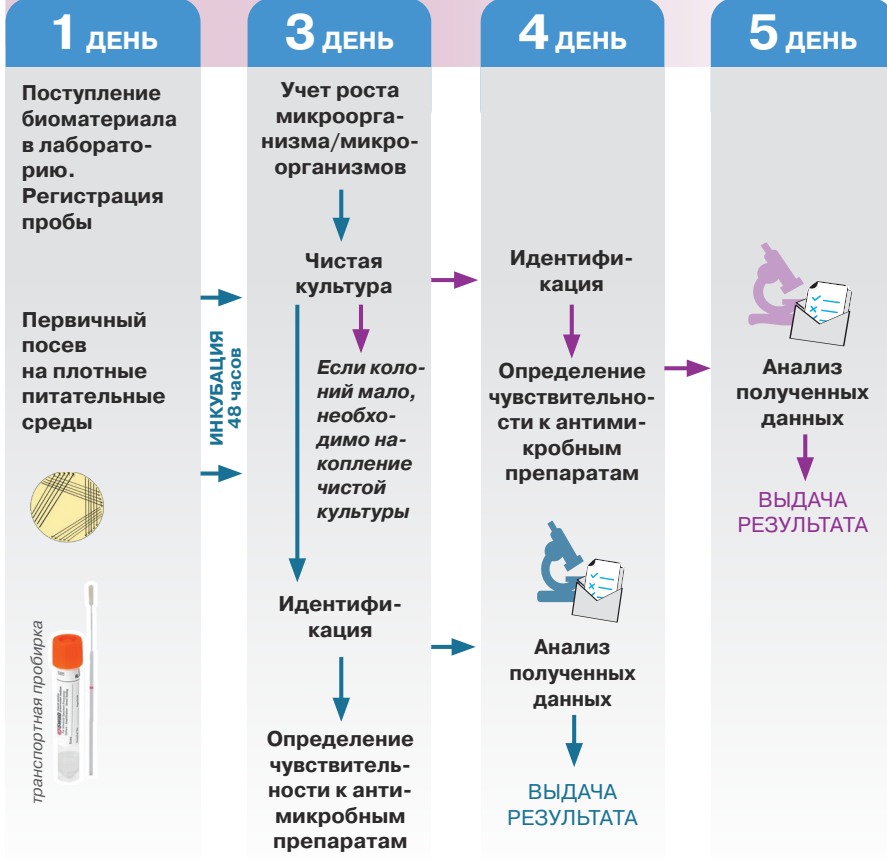 1 ДЕНЬ
Поступление
биоматериала
в лаборато-
рию.
Регистрация
пробы
Первичный
посев
на плотные
питательные
среды
транспортная пробирка
ИНКУБАЦИЯ
48 часов
3 ДЕНЬ
Учет роста
микроорга-
низма/микро-
организмов
Чистая
культура
Если коло-
ний мало,
необхо-
димо на-
копление
чистой
культуры
Идентифи-
кация
Определение
чувствитель-
ности к анти-
микробным
препаратам
4 ДЕНЬ
Идентифи-
кация
Определение
чувствительно-
сти к антими-
кробным
препаратам
Анализ
полученных
данных
ВЫДАЧА
РЕЗУЛЬТАТА
5 ДЕНЬ
Анализ
полученных
данных
ВЫДАЧА
РЕЗУЛЬТАТА